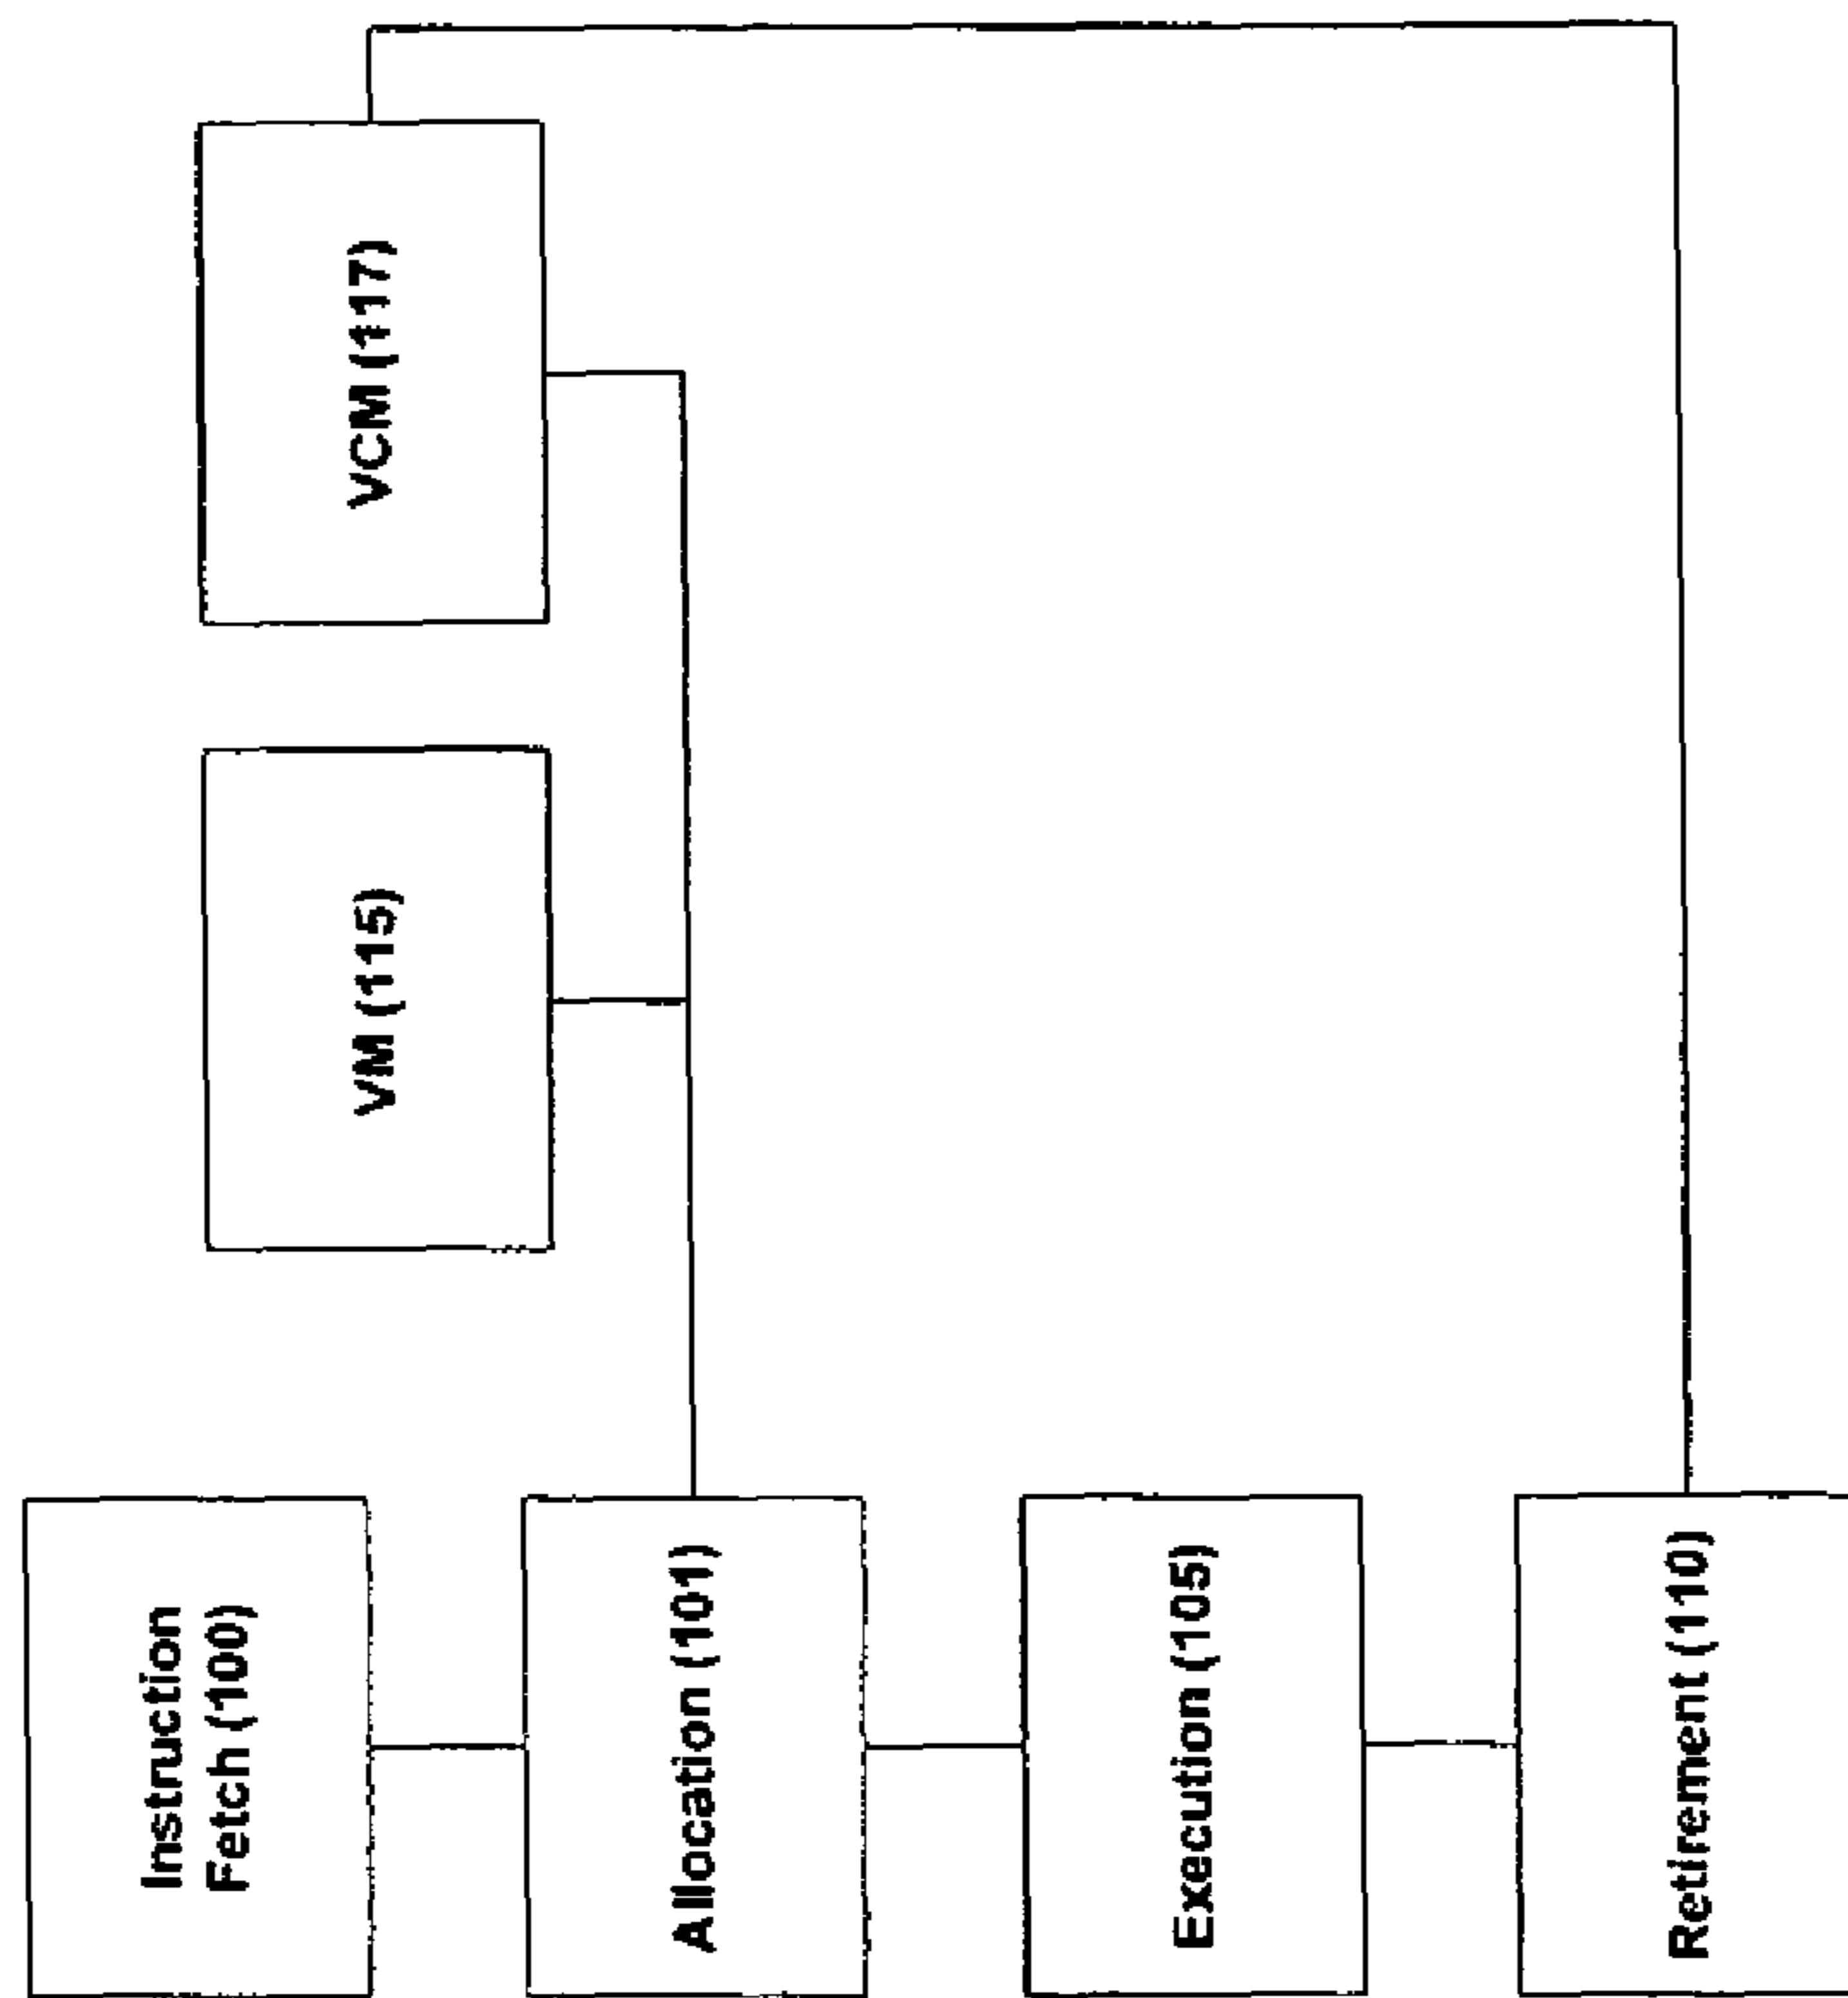 Instruction
Fetch (100)
Allocation (101)
Execution (105)
Retirement (110)
VM (115)
VCM (117)